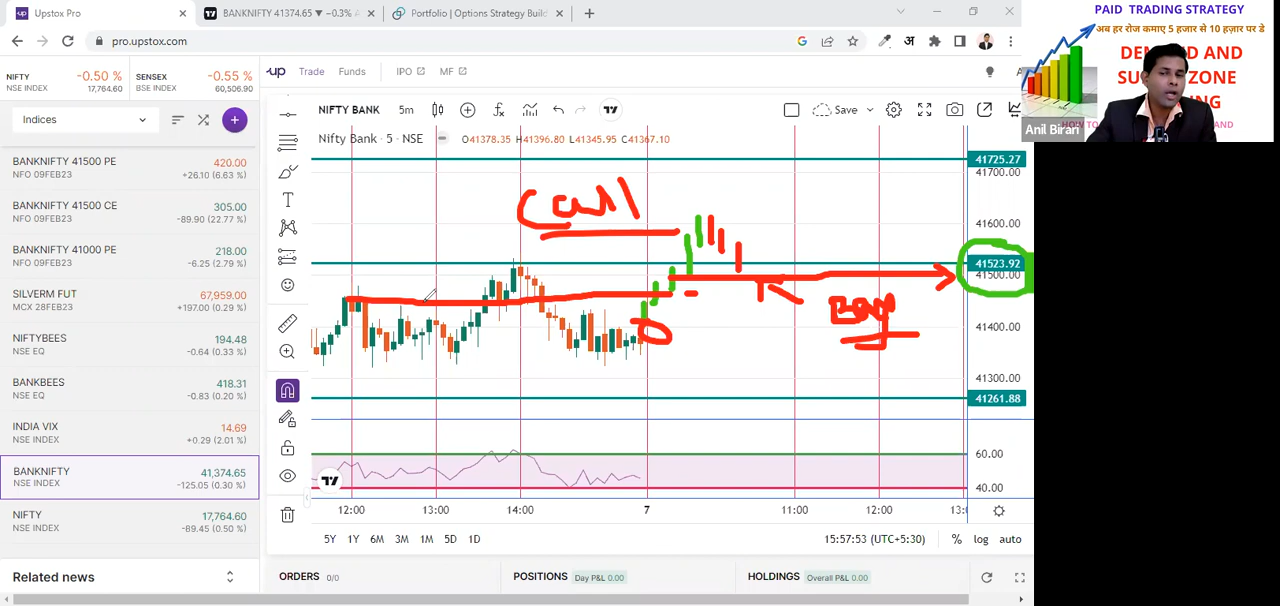 Upstox Pro
BANKNIFTY 41374.65 ▼ −0.3%
Portfolio | Options Strategy Build
pro.upstox.com
NIFTY
NSE INDEX
-0.50 %
17,764.60
SENSEX
BSE INDEX
-0.55 %
60,506.90
up
Trade
Funds
IPO
MF
Indices
BANKNIFTY 41500 PE
420.00
NFO 09FEB23
+26.10 (6.63 %)
BANKNIFTY 41500 CE
305.00
NFO 09FEB23
-89.90 (22.77 %)
BANKNIFTY 41000 PE
218.00
NFO 09FEB23
-6.25 (2.79 %)
SILVERM FUT
67,959.00
MCX 28FEB23
+197.00 (0.29 %)
NIFTYBEES
194.48
NSE EQ
-0.64 (0.33 %)
BANKBEES
418.31
NSE EQ
-0.83 (0.20 %)
INDIA VIX
14.69
NSE INDEX
+0.29 (2.01 %)
BANKNIFTY
41,374.65
NSE INDEX
-125.05 (0.30 %)
NIFTY
17,764.60
NSE INDEX
-89.45 (0.50 %)
Related news
NIFTY BANK
5m
Save
Nifty Bank · 5 · NSE
O41378.35 H41396.80 L41345.95 C41367.10
Call
Buy
41725.27
41700.00
41600.00
41523.92
41500.00
41400.00
41300.00
41261.88
60.00
40.00
12:00
13:00
14:00
7
11:00
12:00
13:0
5Y 1Y 6M 3M 1M 5D 1D
15:57:53 (UTC+5:30)
% log auto
ORDERS 0/0
POSITIONS Day P&L 0.00
HOLDINGS Overall P&L 0.00
PAID TRADING STRATEGY
अब हर रोज कमाए 5 हजार से 10 हज़ार पर डे
DEMAND AND
ZONE
Anil Birari